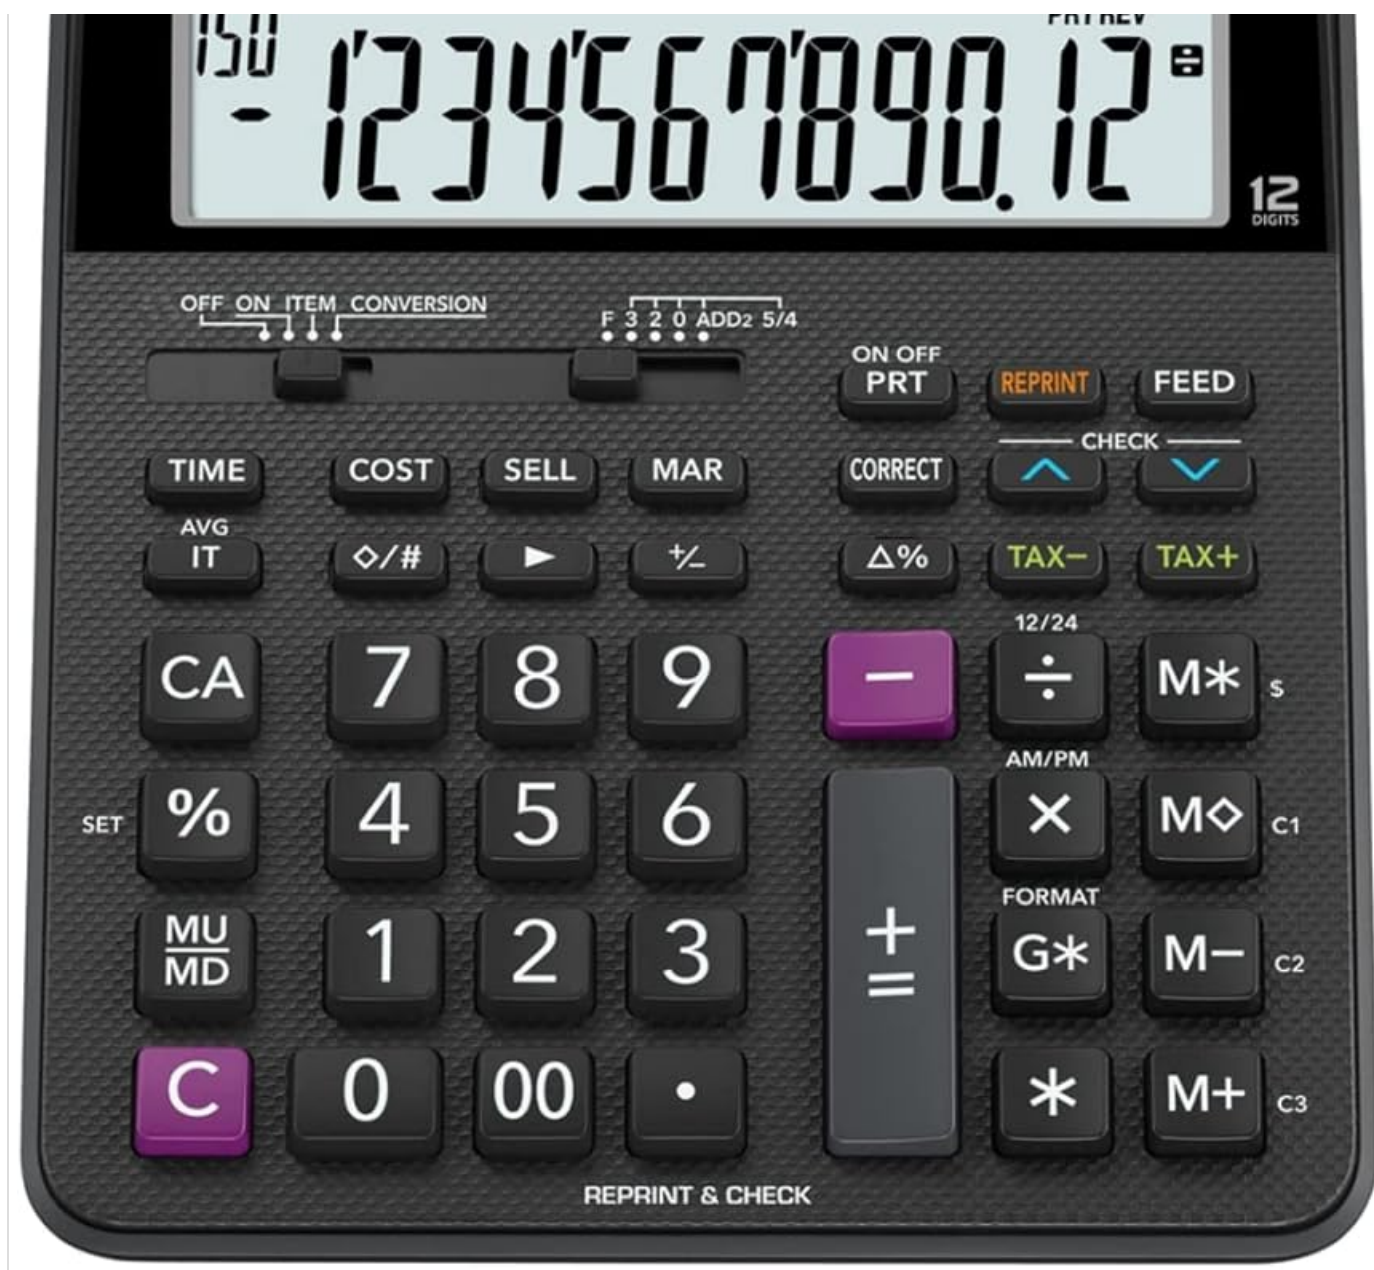 150
PRT REV
- 1'234'567'890.12 ÷
12
DIGITS
OFF ON ITEM CONVERSION
F 3 2 0 ADD2 5/4
ON OFF
PRT REPRINT FEED
CHECK
TIME COST SELL MAR CORRECT
AVG
IT ◇/# ▶ +/− △% TAX− TAX+
12/24
CA 7 8 9 − ÷ M* S
AM/PM
SET % 4 5 6 × M◇ C1
FORMAT
MU
MD 1 2 3 + = G* M− C2
C 0 00 • * M+ C3
REPRINT & CHECK